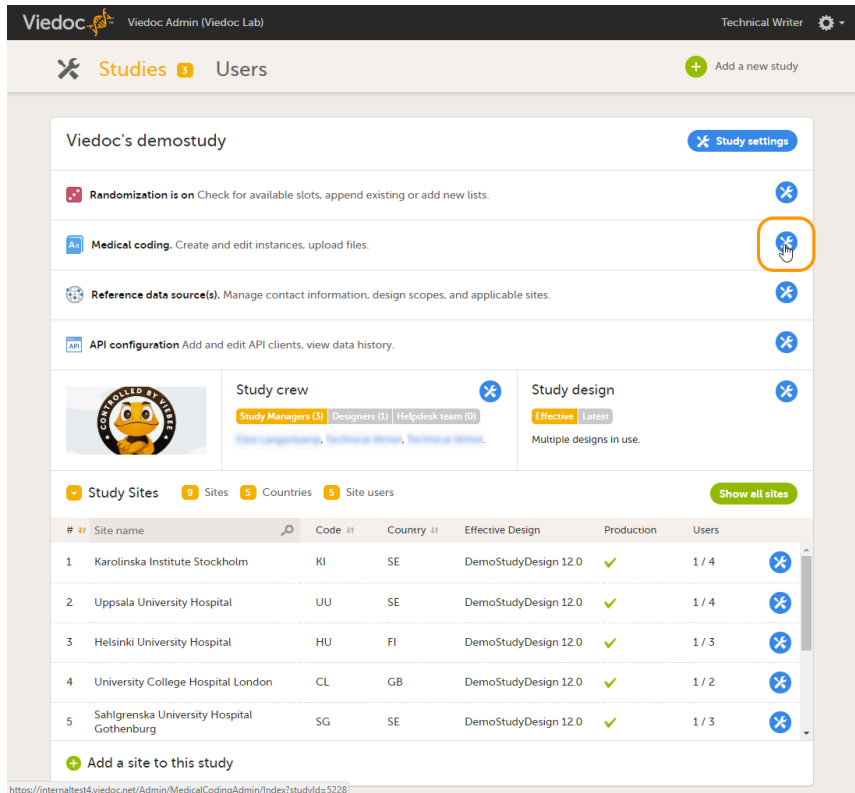 Viedoc Viedoc Admin (Viedoc Lab) Technical Writer
Studies 3 Users Add a new study
Viedoc's demostudy Study settings
Randomization is on Check for available slots, append existing or add new lists.
Aa Medical coding. Create and edit instances, upload files.
Reference data source(s). Manage contact information, design scopes, and applicable sites.
API API configuration Add and edit API clients, view data history.
CONTROLLED BY VIEBEE
Study crew
Study Managers (3) Designers (1) Helpdesk team (0)
Study design
Effective Latest
Multiple designs in use.
Study Sites 9 Sites 5 Countries 5 Site users Show all sites
# Site name Code Country Effective Design Production Users
1 Karolinska Institute Stockholm KI SE DemoStudyDesign 12.0 1 / 4
2 Uppsala University Hospital UU SE DemoStudyDesign 12.0 1 / 4
3 Helsinki University Hospital HU FI DemoStudyDesign 12.0 1 / 3
4 University College Hospital London CL GB DemoStudyDesign 12.0 1 / 2
5 Sahlgrenska University Hospital Gothenburg SG SE DemoStudyDesign 12.0 1 / 3
Add a site to this study
https://internaltest4.viedoc.net/Admin/MedicalCodingAdmin/Index?studyId=5228